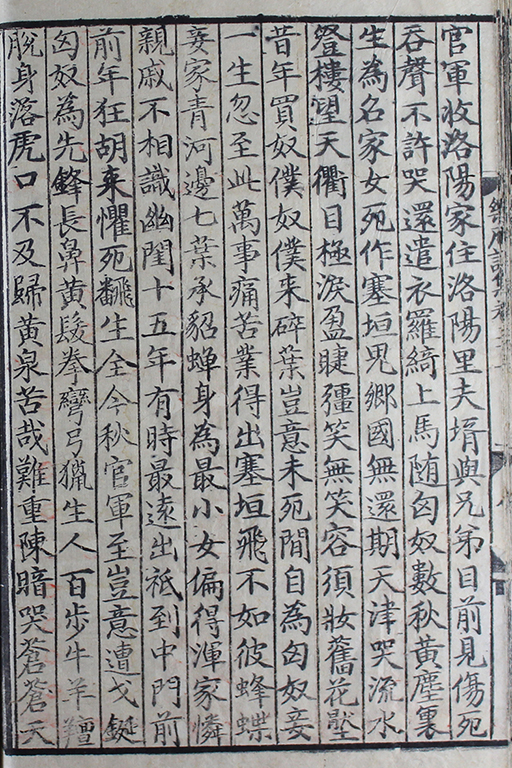 樂府詩集卷
官軍收洛陽家住洛陽里夫壻與兄弟目前見傷死
吞聲不許哭還遣衣羅綺上馬随匈奴數秋黃塵裏
生為名家女死作塞垣鬼鄉國無還期天津哭流水
登樓望天衢目極淚盈睫彊笑無笑容須妝舊花靨
昔年買奴僕奴僕来碎葉豈意未死間自為匈奴妾
一生忽至此萬事痛苦業得出塞垣飛不如彼蜂蝶
妾家青河邊七葉承貂蟬身為最小女偏得渾家憐
親戚不相識幽閨十五年有時最遠出祗到中門前
前年狂胡来懼死翻生全今秋官軍至豈意遭戈鋋
匈奴為先鋒長鼻黃髮拳彎弓獵生人百步牛羊羶
脫身落虎口不及歸黃泉苦哉難重陳暗哭蒼蒼天